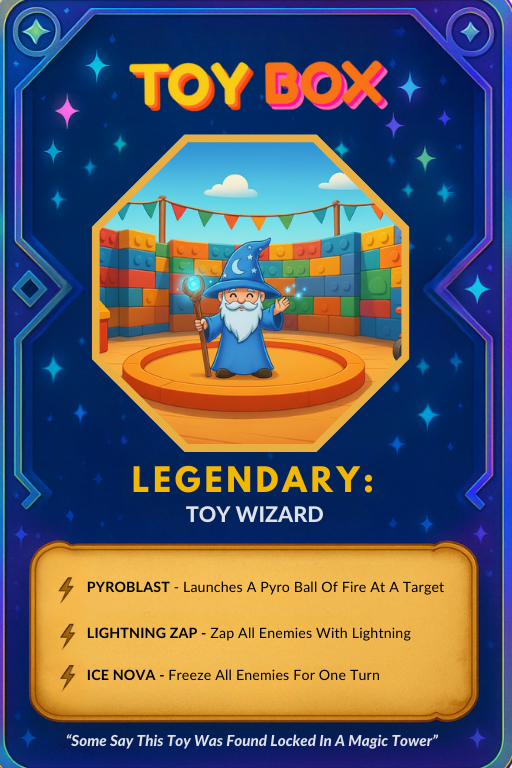 TOY BOX
LEGENDARY:
TOY WIZARD
PYROBLAST - Launches A Pyro Ball Of Fire At A Target
LIGHTNING ZAP - Zap All Enemies With Lightning
ICE NOVA - Freeze All Enemies For One Turn
“Some Say This Toy Was Found Locked In A Magic Tower”